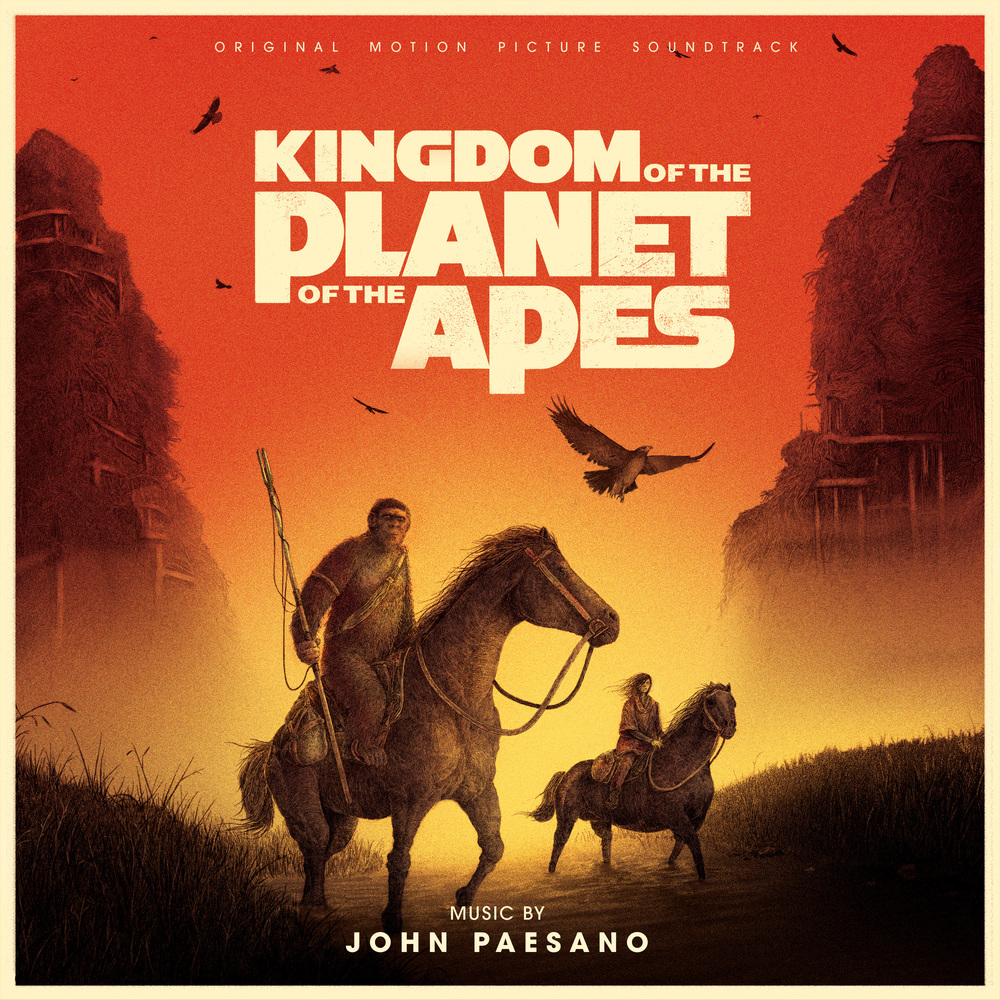 ORIGINAL MOTION PICTURE SOUNDTRACK
KINGDOM OF THE
PLANET
OF THE APES
MUSIC BY
JOHN PAESANO